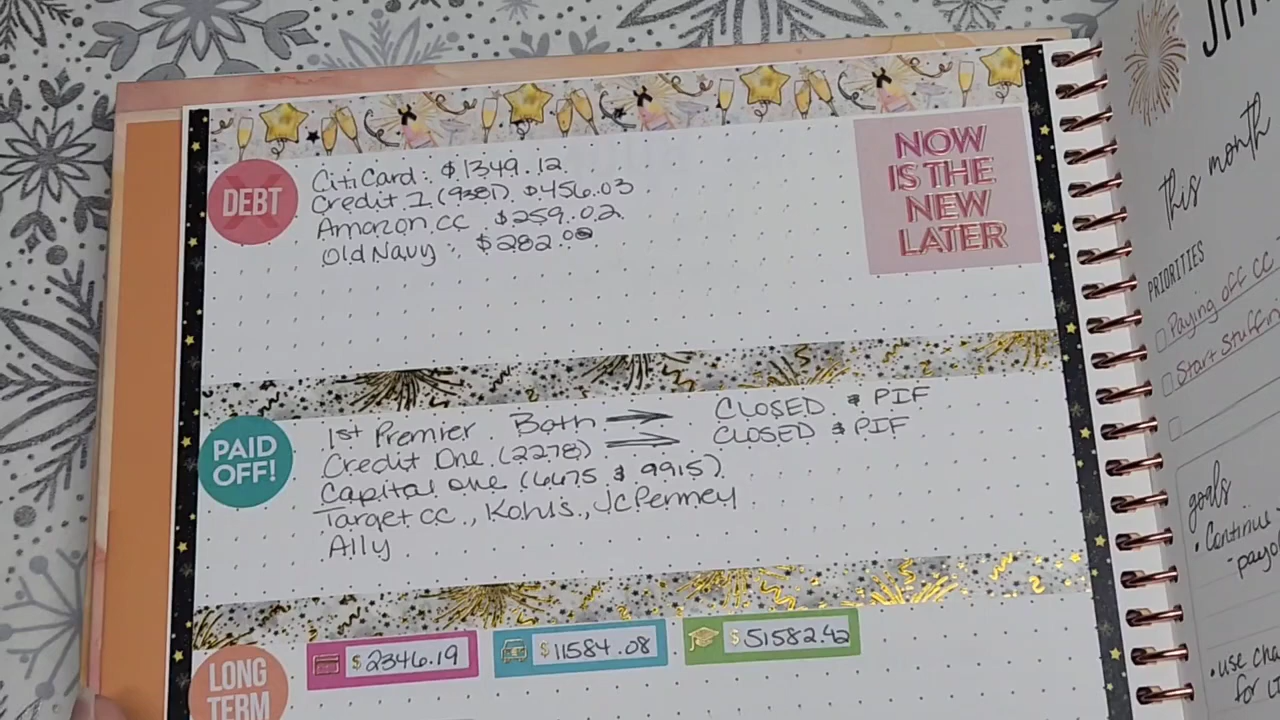 DEBT
CitiCard: $1349.12
Credit 1 (9381) $456.03
Amazon CC $259.02
Old Navy: $282.00
NOW
IS THE
NEW
LATER
PAID
OFF!
1st Premier Both → CLOSED & PIF
Credit One (2278) → CLOSED & PIF
Capital One (6675 & 9915)
Target CC., Kohls., JcPenney
Ally
LONG
TERM
$2346.19
$11584.08
$51582.42
this month
PRIORITIES
Paying off CC
Start Stuffin
goals
• Continue
- payo
• use cha
for